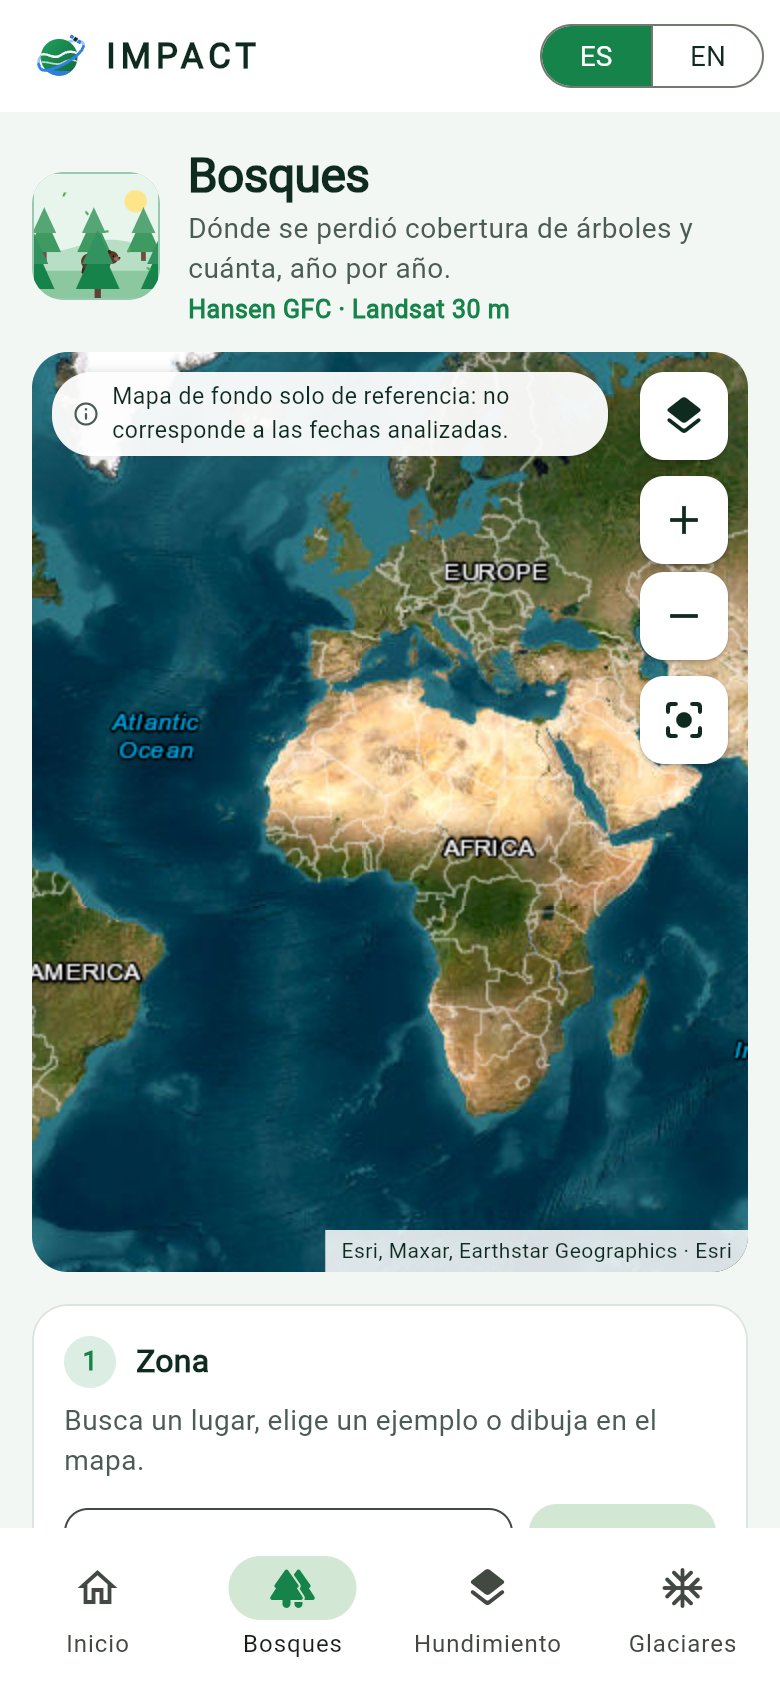 IMPACT
ES
EN
Bosques
Dónde se perdió cobertura de árboles y
cuánta, año por año.
Hansen GFC · Landsat 30 m
Mapa de fondo solo de referencia: no
corresponde a las fechas analizadas.
EUROPE
Atlantic
Ocean
AFRICA
AMERICA
Esri, Maxar, Earthstar Geographics · Esri
1
Zona
Busca un lugar, elige un ejemplo o dibuja en el
mapa.
Inicio
Bosques
Hundimiento
Glaciares